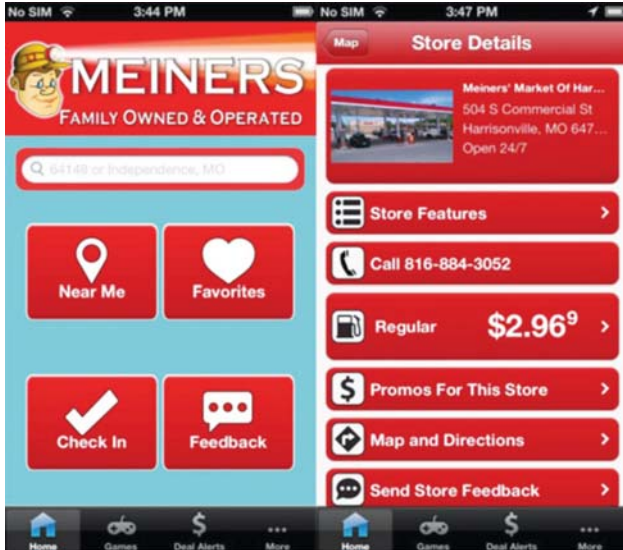 No SIM 3:44 PM
MEINERS
FAMILY OWNED & OPERATED
64148 or Independence, MO
Near Me
Favorites
Check In
Feedback
Home Games Deal Alerts More
No SIM 3:47 PM
Map
Store Details
Meiners' Market Of Har...
504 S Commercial St
Harrisonville, MO 647...
Open 24/7
Store Features
Call 816-884-3052
Regular $2.96⁹
$ Promos For This Store
Map and Directions
Send Store Feedback
Home Games Deal Alerts More